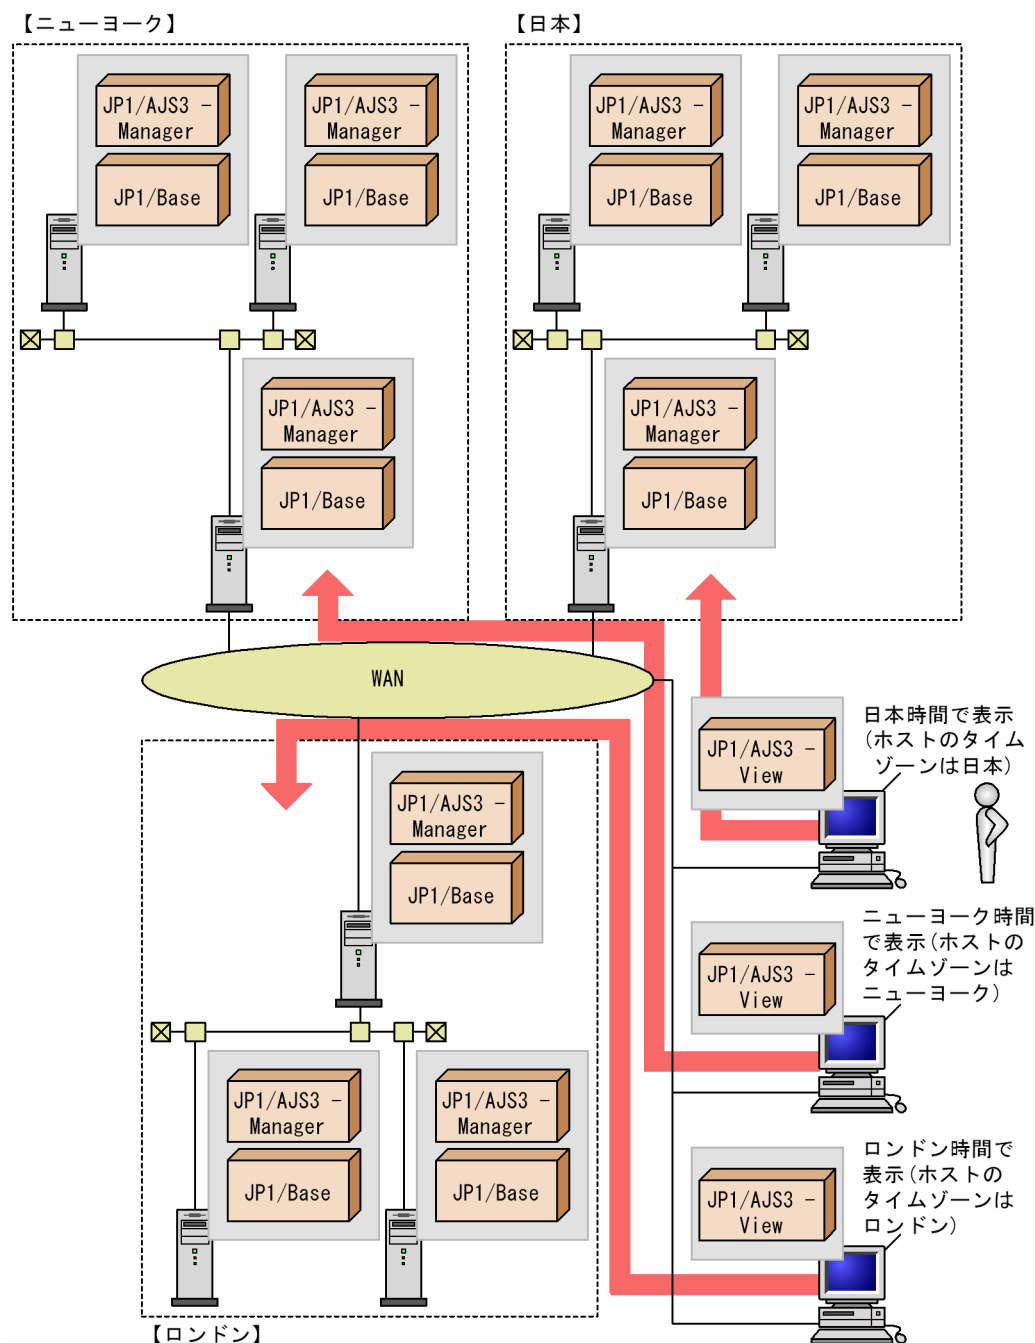 【ニューヨーク】
【日本】
JP1/AJS3 -
Manager
JP1/Base
JP1/AJS3 -
Manager
JP1/Base
JP1/AJS3 -
Manager
JP1/Base
JP1/AJS3 -
Manager
JP1/Base
JP1/AJS3 -
Manager
JP1/Base
JP1/AJS3 -
Manager
JP1/Base
WAN
JP1/AJS3 -
View
日本時間で表示
(ホストのタイム
ゾーンは日本)
JP1/AJS3 -
Manager
JP1/Base
JP1/AJS3 -
View
ニューヨーク時間
で表示(ホストの
タイムゾーンは
ニューヨーク)
JP1/AJS3 -
Manager
JP1/Base
JP1/AJS3 -
Manager
JP1/Base
JP1/AJS3 -
View
ロンドン時間で
表示(ホストの
タイムゾーンは
ロンドン)
【ロンドン】